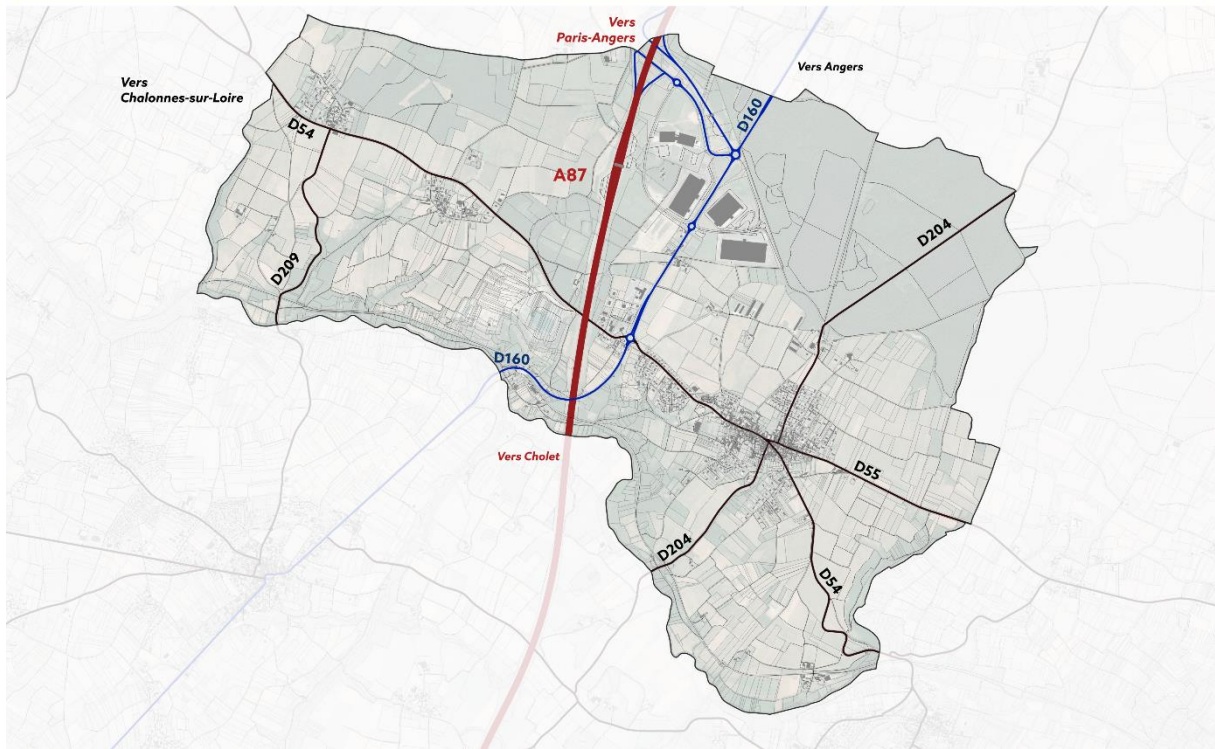 Vers
Paris-Angers
Vers Angers
Vers
Chalonnes-sur-Loire
D160
D54
A87
D204
D209
D160
Vers Cholet
D55
D204
D54